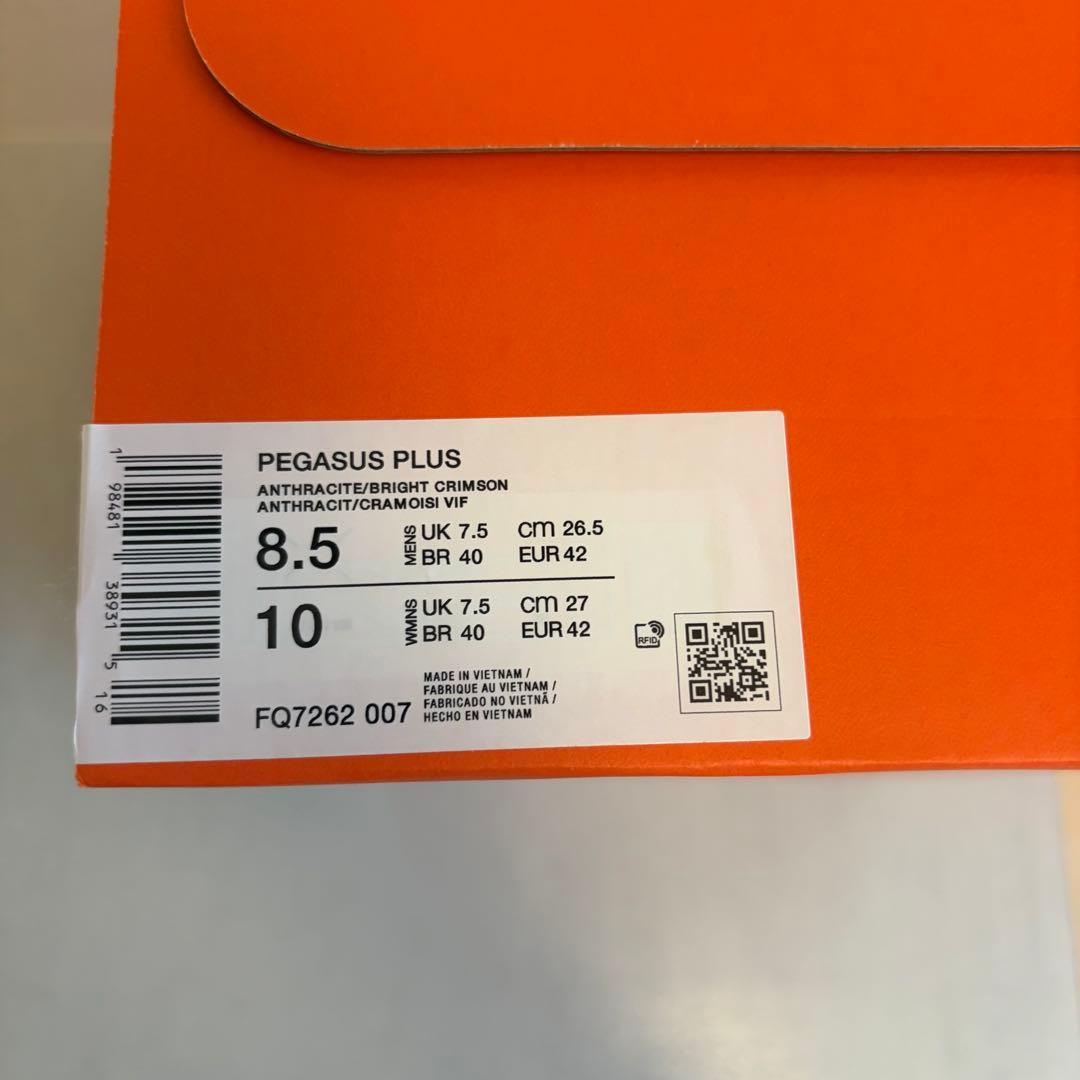 PEGASUS PLUS
ANTHRACITE/BRIGHT CRIMSON
ANTHRACIT/CRAMOISI VIF
8.5 MENS UK 7.5 cm 26.5
BR 40 EUR 42
10 WMNS UK 7.5 cm 27
BR 40 EUR 42
RFID
MADE IN VIETNAM /
FABRIQUE AU VIETNAM /
FABRICADO NO VIETNÃ /
HECHO EN VIETNAM
FQ7262 007
1 98481 38931 5 16